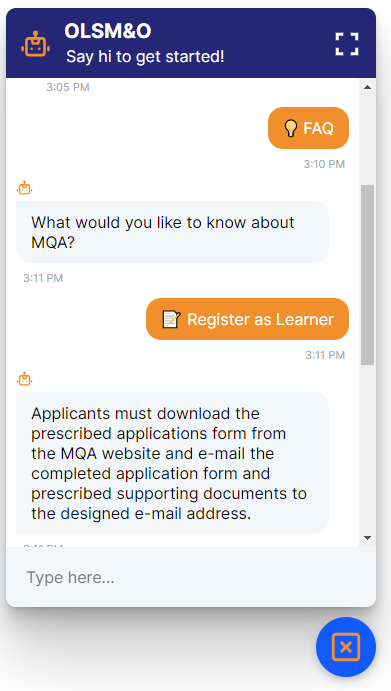 OLSM&O
Say hi to get started!
3:05 PM
💡 FAQ
3:10 PM
What would you like to know about
MQA?
3:11 PM
📝 Register as Learner
3:11 PM
Applicants must download the
prescribed applications form from
the MQA website and e-mail the
completed application form and
prescribed supporting documents to
the designed e-mail address.
Type here...